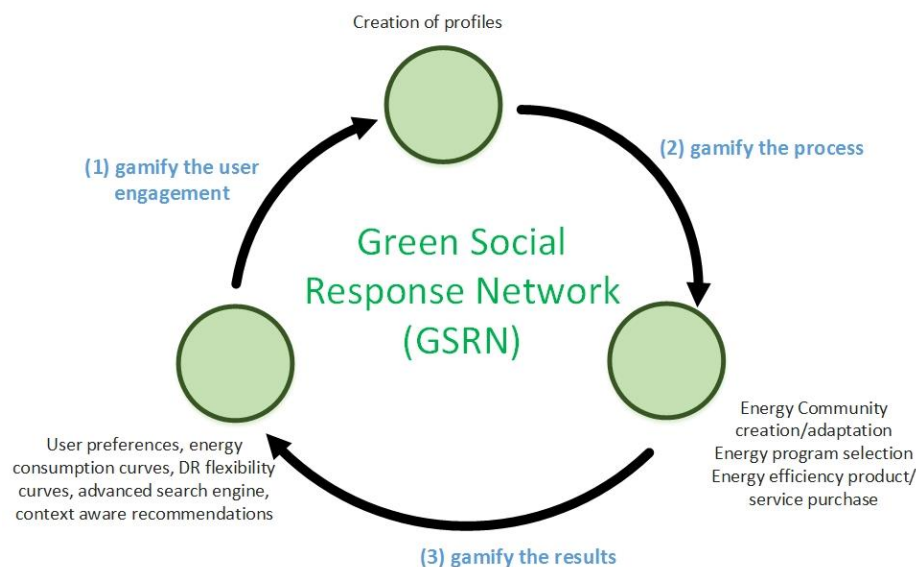 Creation of profiles
(1) gamify the user
engagement
(2) gamify the process
Green Social
Response Network
(GSRN)
User preferences, energy
consumption curves, DR flexibility
curves, advanced search engine,
context aware recommendations
Energy Community
creation/adaptation
Energy program selection
Energy efficiency product/
service purchase
(3) gamify the results